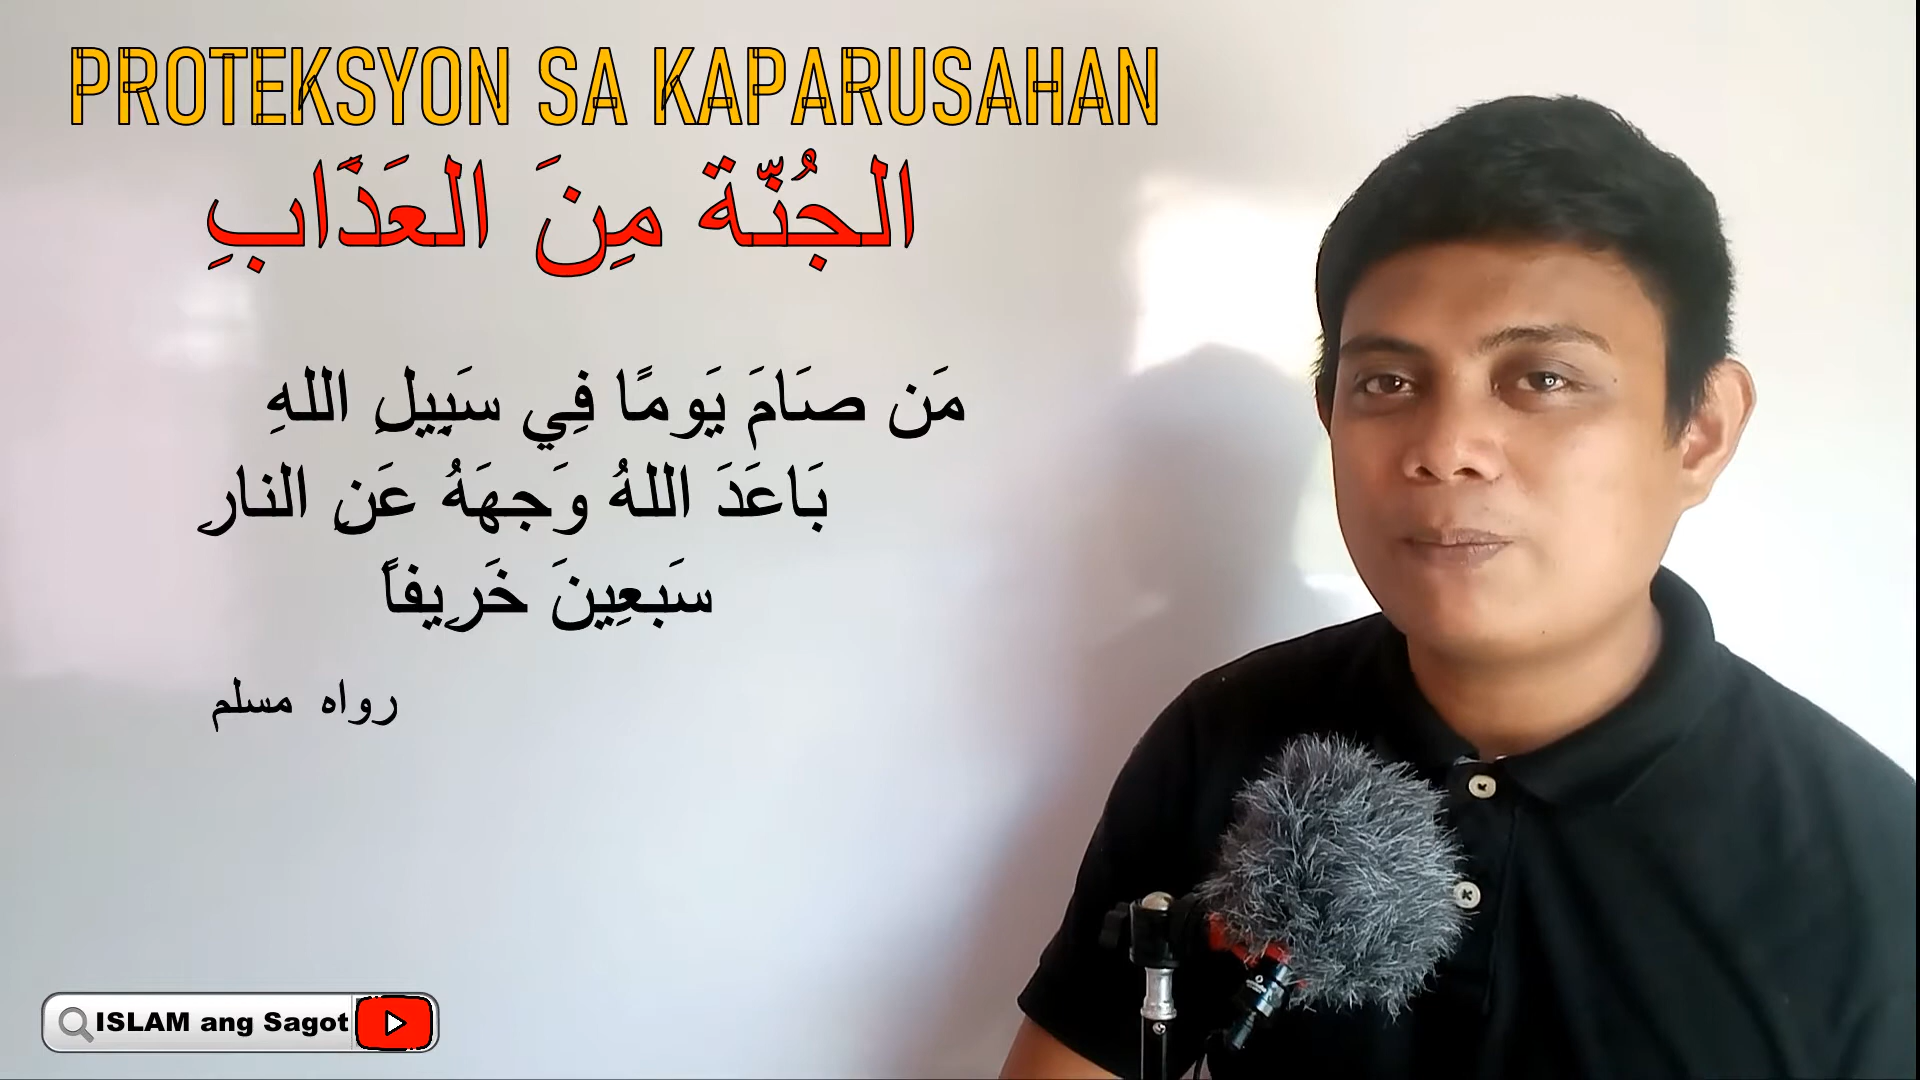 PROTEKSYON SA KAPARUSAHAN
الجُنّة مِنَ العَذَابِ
مَن صَامَ يَومًا فِي سَبِيلِ اللهِ
بَاعَدَ اللهُ وَجهَهُ عَنِ النارِ
سَبعِينَ خَرِيفاً
رواه مسلم
ISLAM ang Sagot